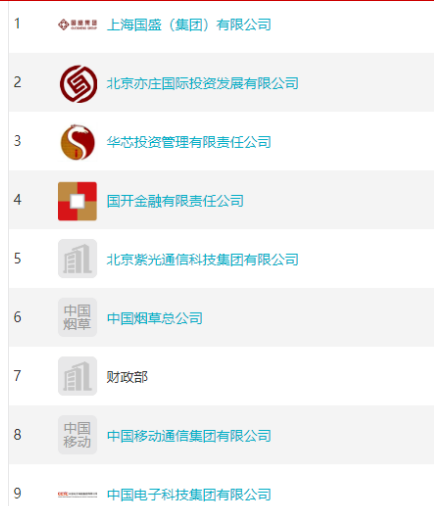 1 上海国盛（集团）有限公司
2 北京亦庄国际投资发展有限公司
3 华芯投资管理有限责任公司
4 国开金融有限责任公司
5 北京紫光通信科技集团有限公司
6 中国烟草 中国烟草总公司
7 财政部
8 中国移动 中国移动通信集团有限公司
9 中国电子科技集团有限公司